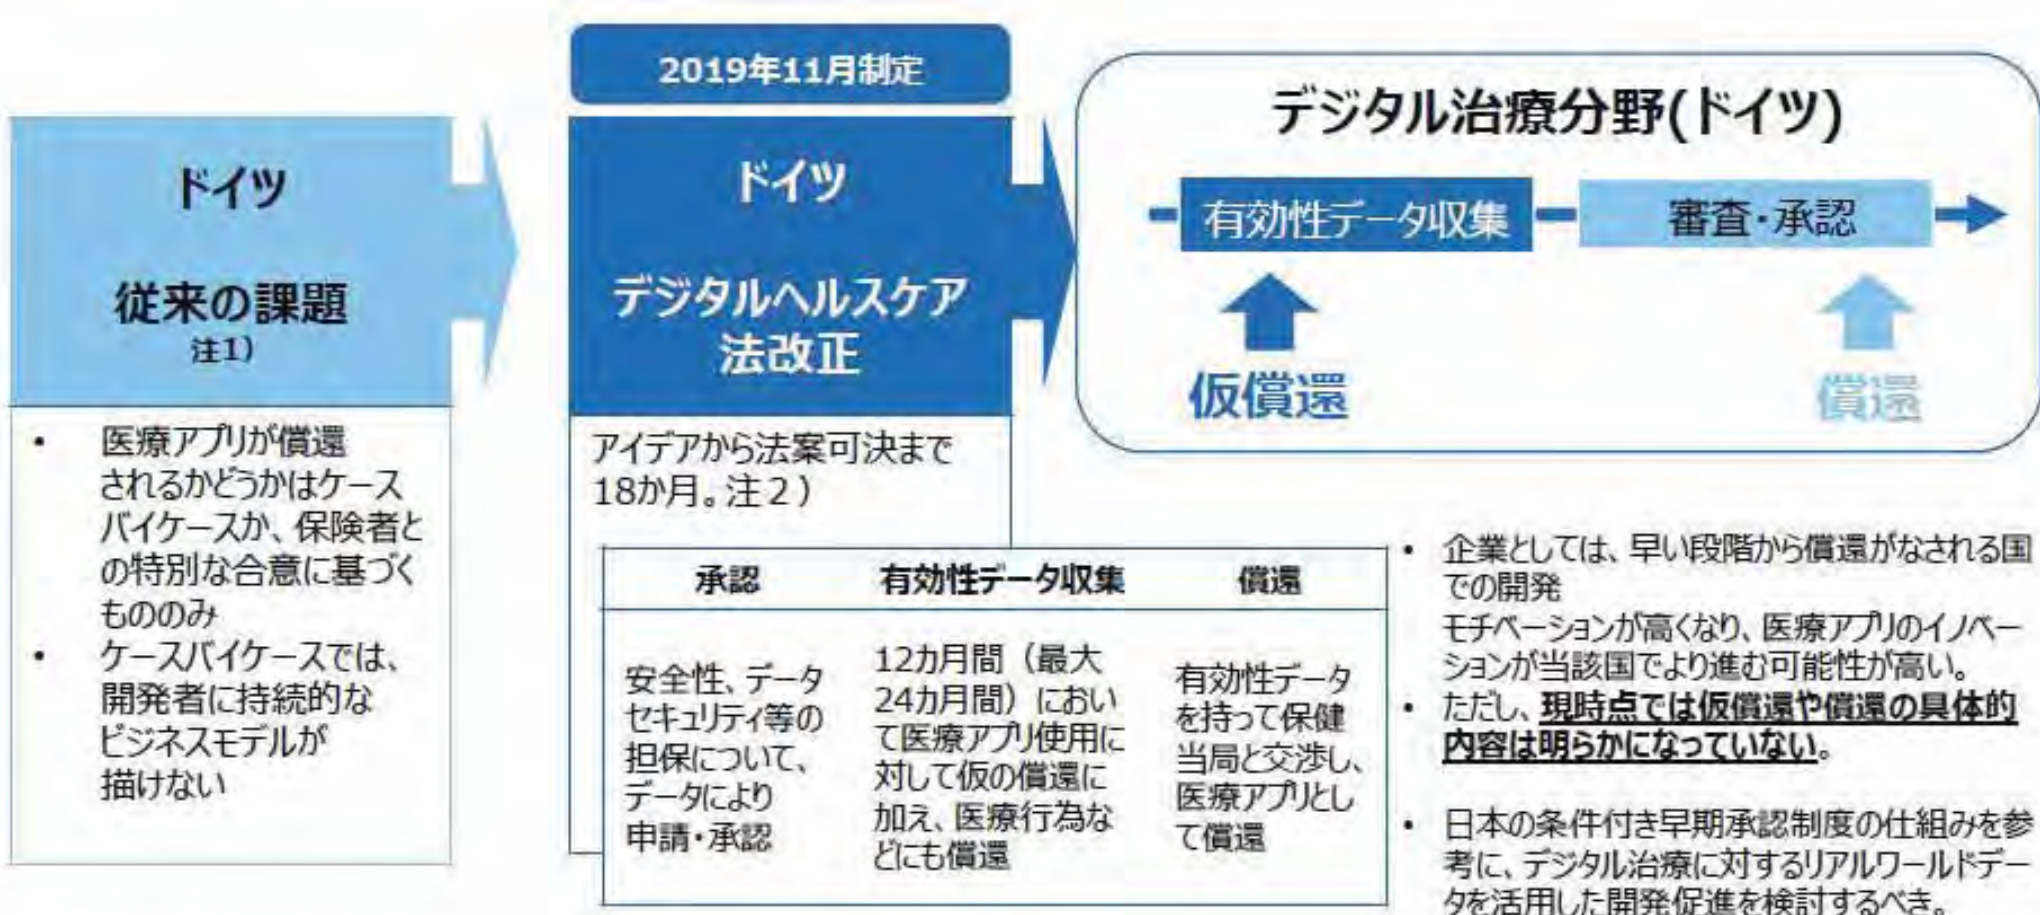 2019年11月制定
ドイツ
従来の課題
注1）
・ 医療アプリが償還
されるかどうかはケース
バイケースか、保険者と
の特別な合意に基づく
もののみ
・ ケースバイケースでは、
開発者に持続的な
ビジネスモデルが
描けない
ドイツ
デジタルヘルスケア
法改正
アイデアから法案可決まで
18か月。注２）
承認 有効性データ収集 償還
安全性、データ
セキュリティ等の
担保について、
データにより
申請・承認
12カ月間（最大
24カ月間）におい
て医療アプリ使用に
対して仮の償還に
加え、医療行為な
どにも償還
有効性データ
を持って保健
当局と交渉し、
医療アプリとし
て償還
デジタル治療分野(ドイツ)
有効性データ収集 審査・承認
仮償還 償還
・ 企業としては、早い段階から償還がなされる国
での開発
モチベーションが高くなり、医療アプリのイノベー
ションが当該国でより進む可能性が高い。
・ ただし、現時点では仮償還や償還の具体的
内容は明らかになっていない。
・ 日本の条件付き早期承認制度の仕組みを参
考に、デジタル治療に対するリアルワールドデー
タを活用した開発促進を検討するべき。